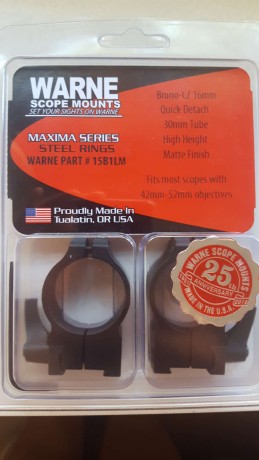 WARNE
SCOPE MOUNTS
SET YOUR SIGHTS ON WARNE
MAXIMA SERIES
STEEL RINGS
WARNE PART # 15B1LM
Bruno-CZ 16mm
Quick Detach
30mm Tube
High Height
Matte Finish
Fits most scopes with
42mm-52mm objectives
Proudly Made In
Tualatin, OR USA
WARNE SCOPE MOUNTS
25th
ANNIVERSARY
MADE IN THE U.S.A.